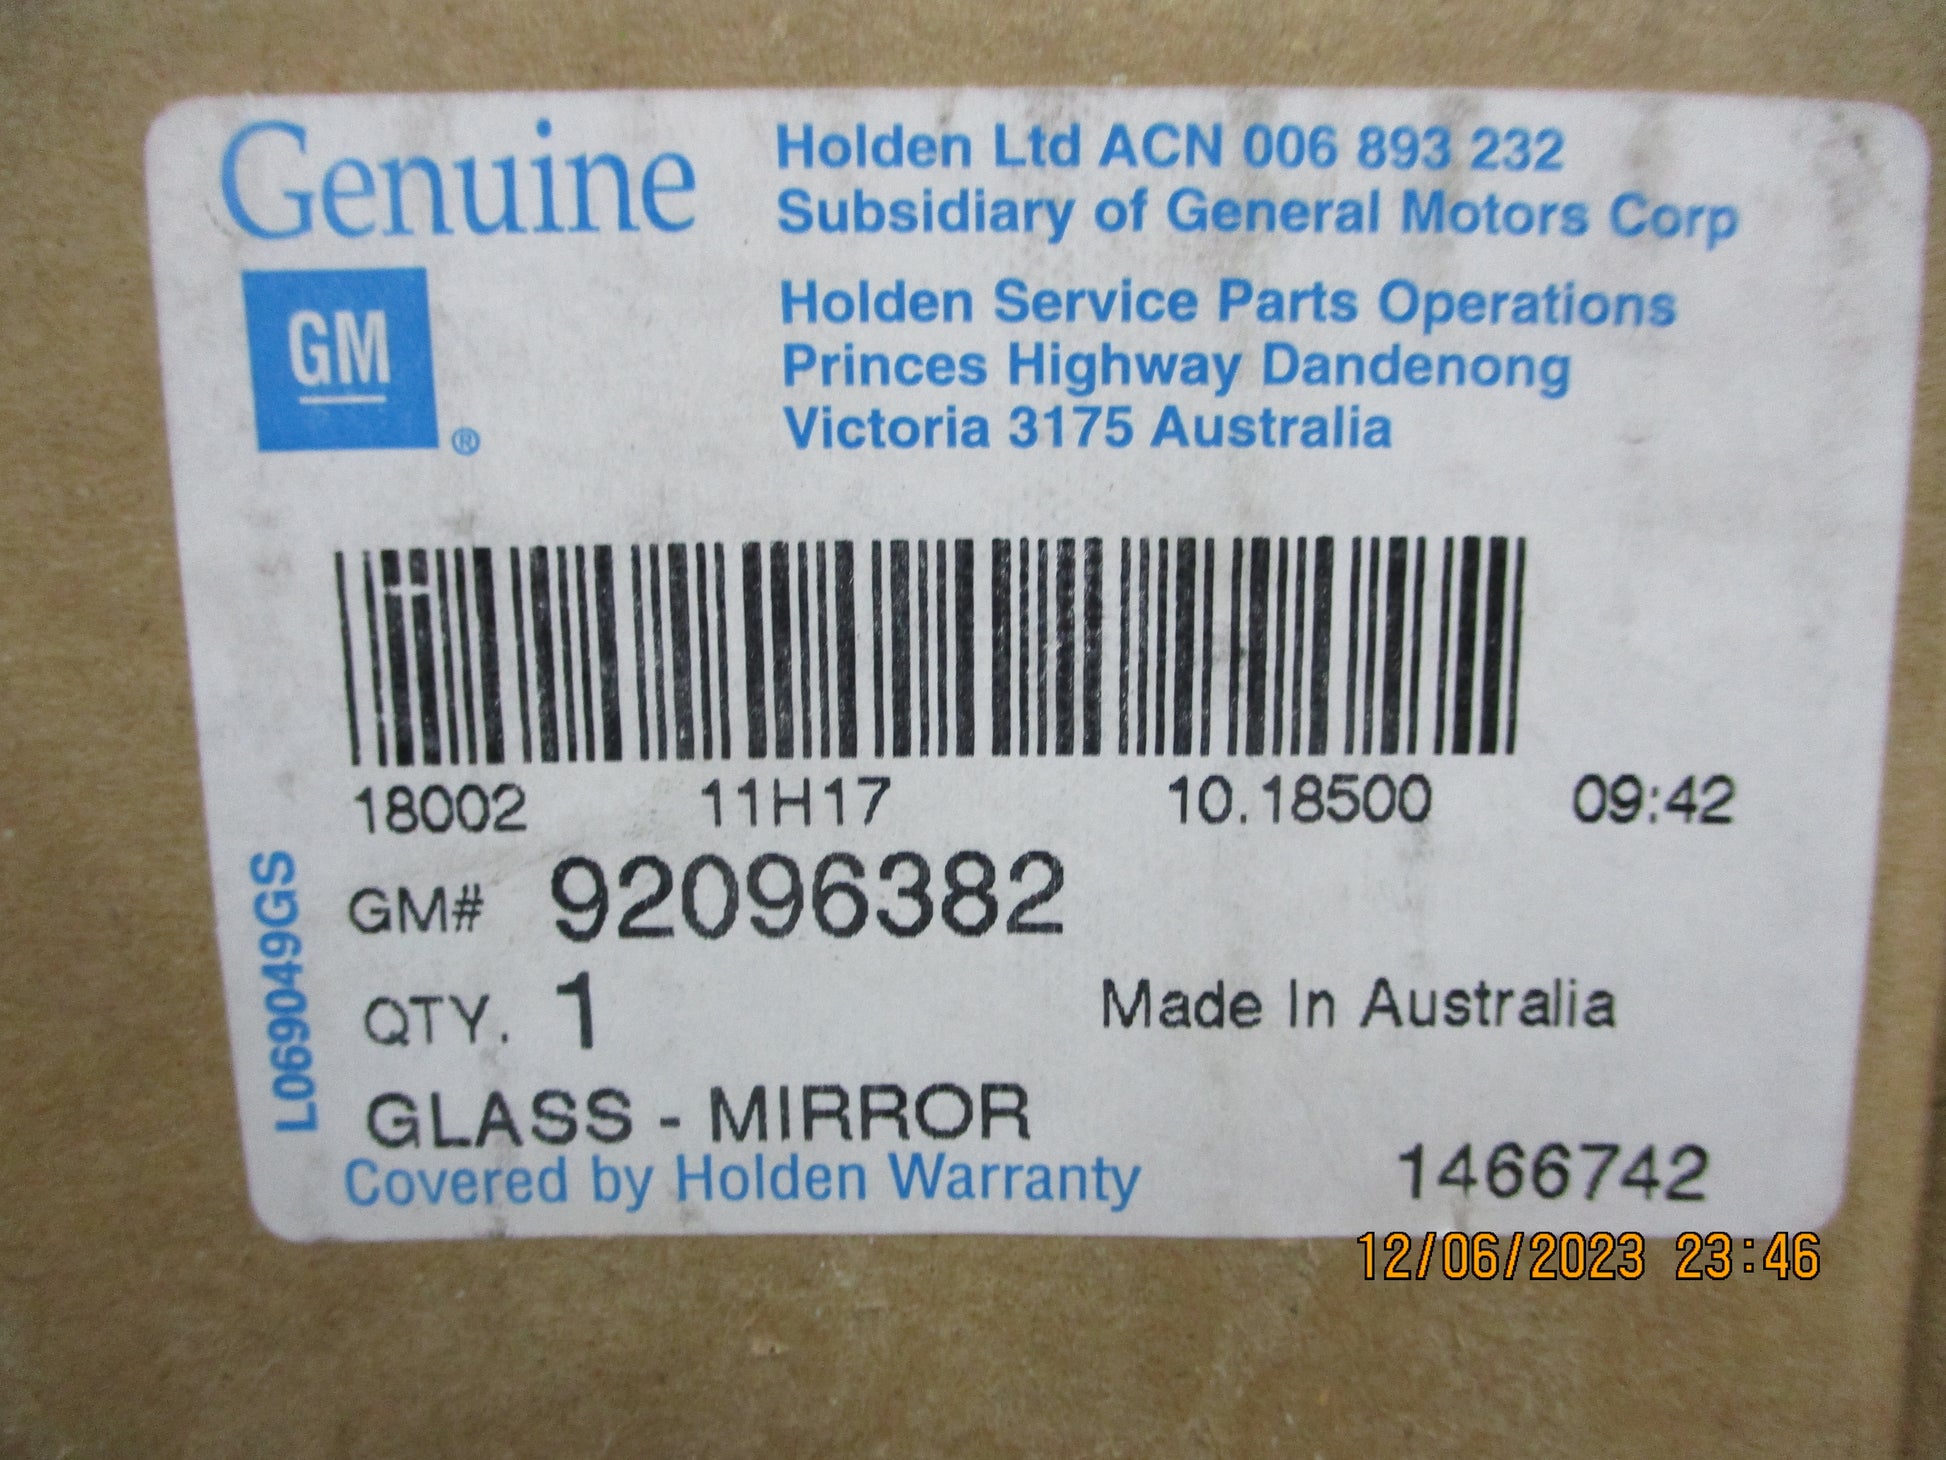 Genuine
Holden Ltd ACN 006 893 232
Subsidiary of General Motors Corp
GM ®
Holden Service Parts Operations
Princes Highway Dandenong
Victoria 3175 Australia
18002 11H17 10.18500 09:42
GM# 92096382
QTY. 1 Made In Australia
GLASS - MIRROR
Covered by Holden Warranty 1466742
L069049GS
12/06/2023 23:46